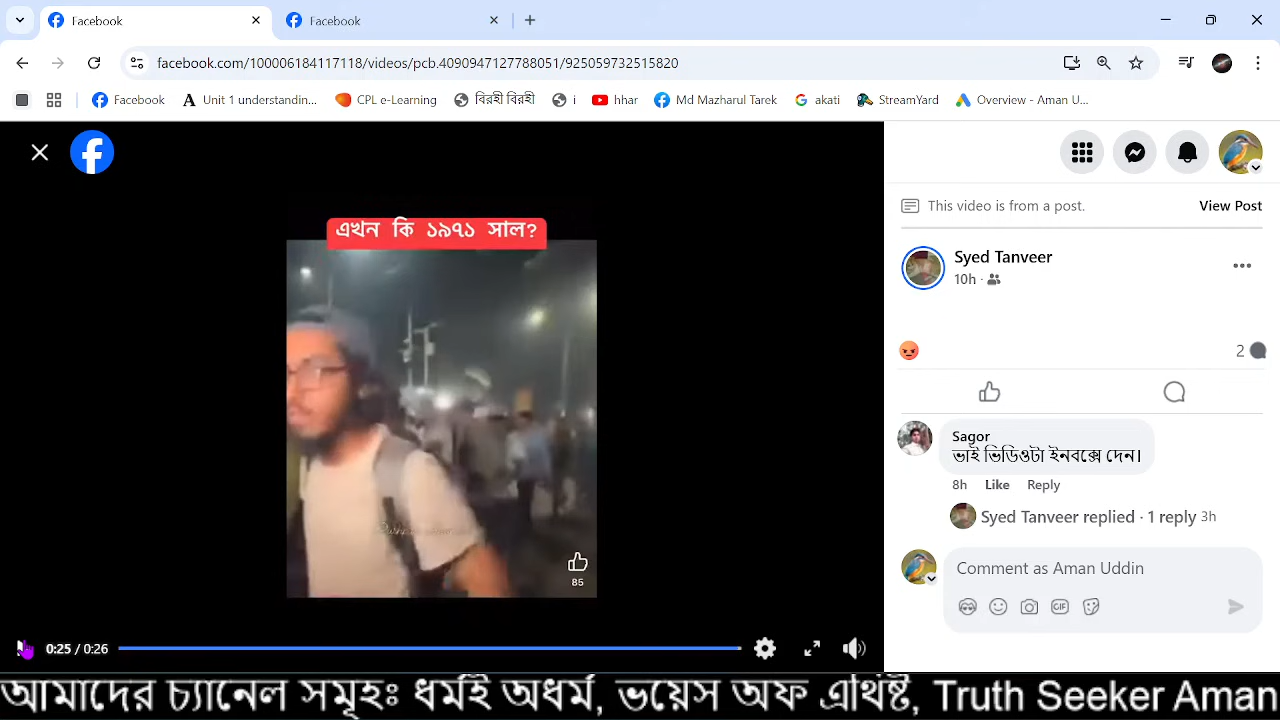 Facebook
Facebook
facebook.com/100006184117118/videos/pcb.4090947127788051/925059732515820
Facebook
Unit 1 understandin...
CPL e-Learning
বিরহী বিরহী
i
hhar
Md Mazharul Tarek
akati
StreamYard
Overview - Aman U...
This video is from a post.
View Post
এখন কি ১৯৭১ সাল?
Syed Tanveer
10h ·
2
Sagor
ভাই ভিডিওটা ইনবক্সে দেন।
8h Like Reply
Syed Tanveer replied · 1 reply 3h
Comment as Aman Uddin
GIF
85
0:25 / 0:26
আমাদের চ্যানেল সমূহঃ ধর্মই অধর্ম, ভয়েস অফ এথিষ্ট, Truth Seeker Aman